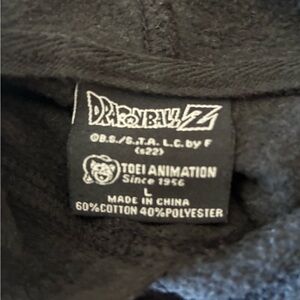 DRAGONBALL Z
©B.S./S.,T.A. L.C. by F
(s22)
TOEI ANIMATION
Since 1956
L
MADE IN CHINA
60%COTTON 40%POLYESTER